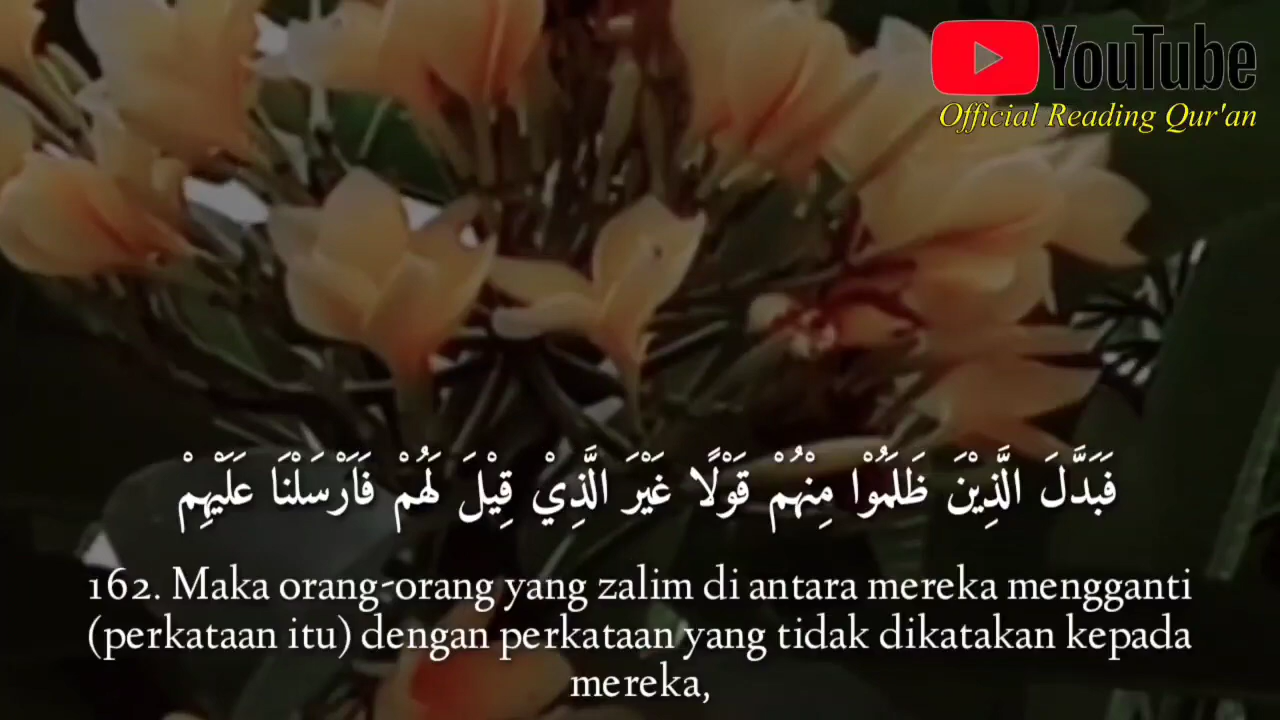 YouTube
Official Reading Qur'an
فَبَدَّلَ الَّذِيْنَ ظَلَمُوْا مِنْهُمْ قَوْلًا غَيْرَ الَّذِيْ قِيْلَ لَهُمْ فَاَرْسَلْنَا عَلَيْهِمْ
162. Maka orang-orang yang zalim di antara mereka mengganti
(perkataan itu) dengan perkataan yang tidak dikatakan kepada
mereka,